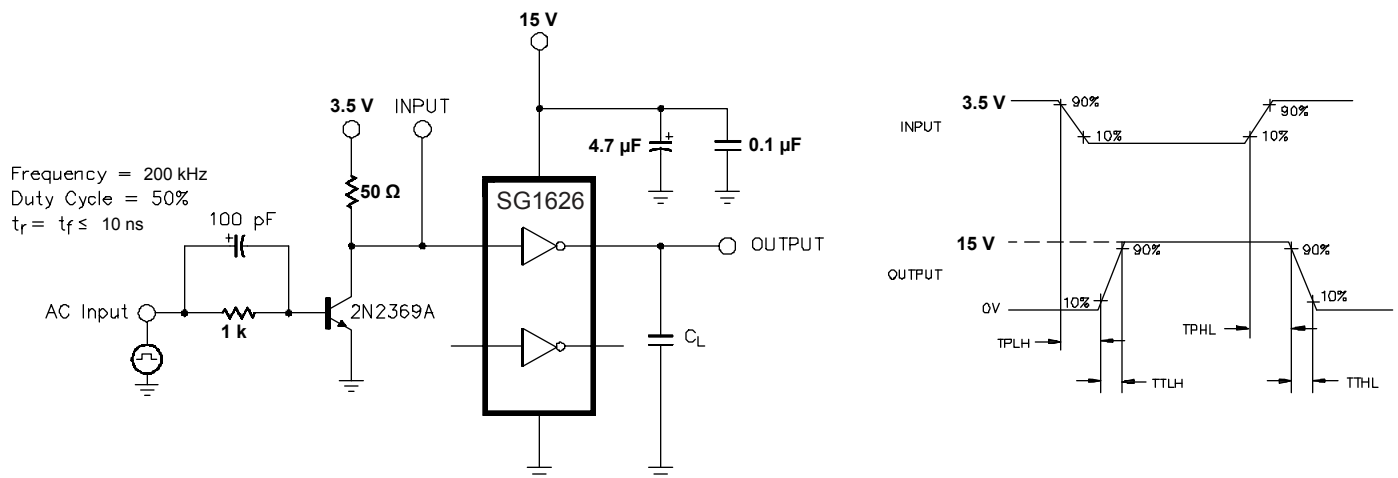 15 V
3.5 V INPUT
4.7 µF
+
0.1 µF
Frequency = 200 kHz
Duty Cycle = 50%
tr = tf ≤ 10 ns
50 Ω
SG1626
100 pF
+
OUTPUT
AC Input
1 k
2N2369A
CL
3.5 V
90%
90%
INPUT
10%
10%
15 V
90%
90%
OUTPUT
10%
10%
0V
TPHL
TPLH
TTLH
TTHL